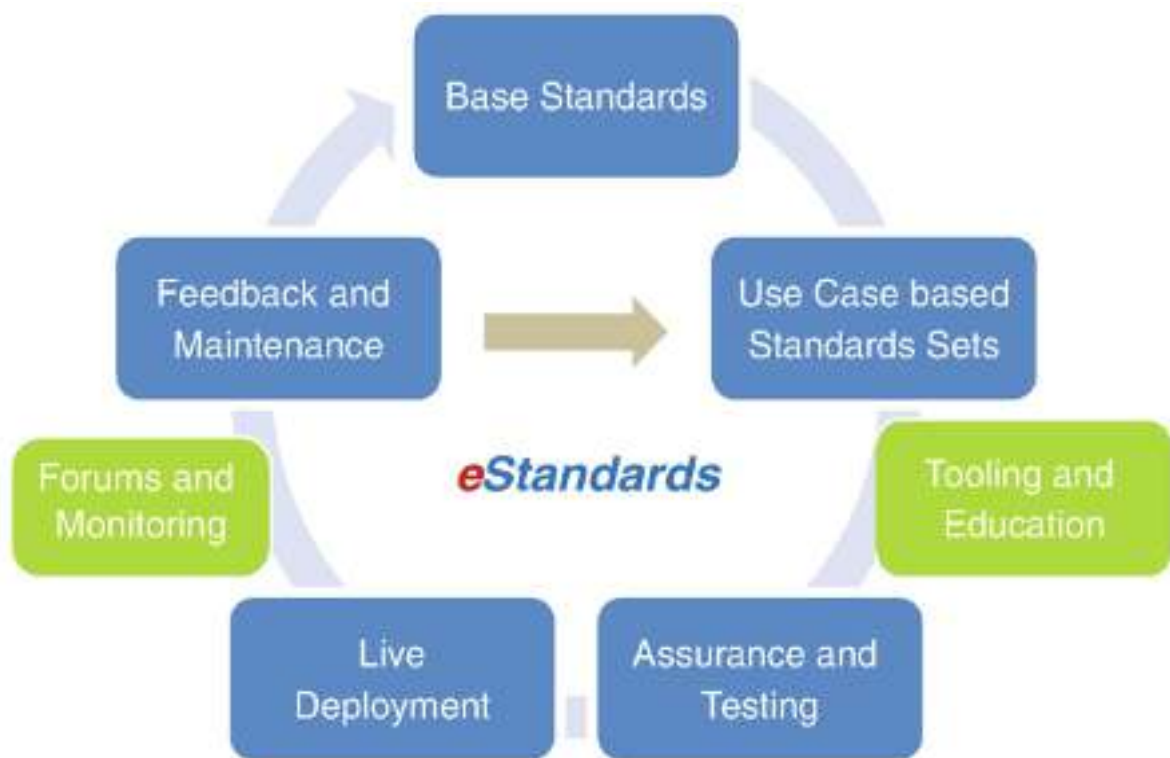 Base Standards
Feedback and
Maintenance
Use Case based
Standards Sets
eStandards
Forums and
Monitoring
Tooling and
Education
Live
Deployment
Assurance and
Testing